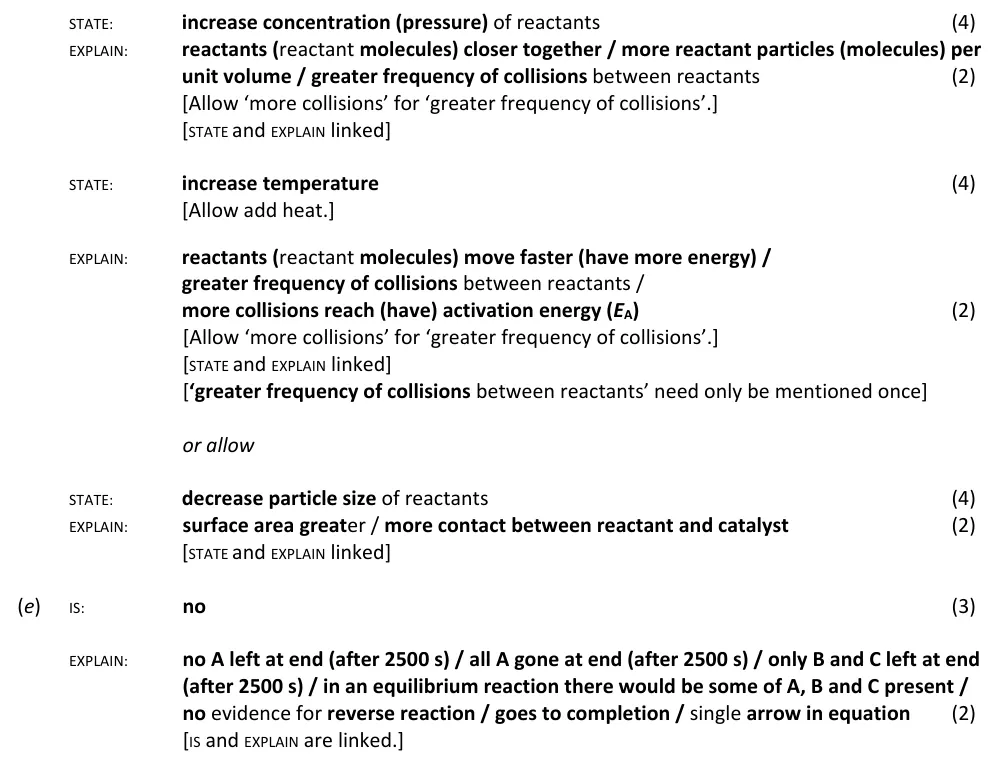 STATE: increase concentration (pressure) of reactants (4)
EXPLAIN: reactants (reactant molecules) closer together / more reactant particles (molecules) per
unit volume / greater frequency of collisions between reactants (2)
[Allow ‘more collisions’ for ‘greater frequency of collisions’.]
[STATE and EXPLAIN linked]
STATE: increase temperature (4)
[Allow add heat.]
EXPLAIN: reactants (reactant molecules) move faster (have more energy) /
greater frequency of collisions between reactants /
more collisions reach (have) activation energy (EA) (2)
[Allow ‘more collisions’ for ‘greater frequency of collisions’.]
[STATE and EXPLAIN linked]
[‘greater frequency of collisions between reactants’ need only be mentioned once]
or allow
STATE: decrease particle size of reactants (4)
EXPLAIN: surface area greater / more contact between reactant and catalyst (2)
[STATE and EXPLAIN linked]
(e) IS: no (3)
EXPLAIN: no A left at end (after 2500 s) / all A gone at end (after 2500 s) / only B and C left at end
(after 2500 s) / in an equilibrium reaction there would be some of A, B and C present /
no evidence for reverse reaction / goes to completion / single arrow in equation (2)
[IS and EXPLAIN are linked.]